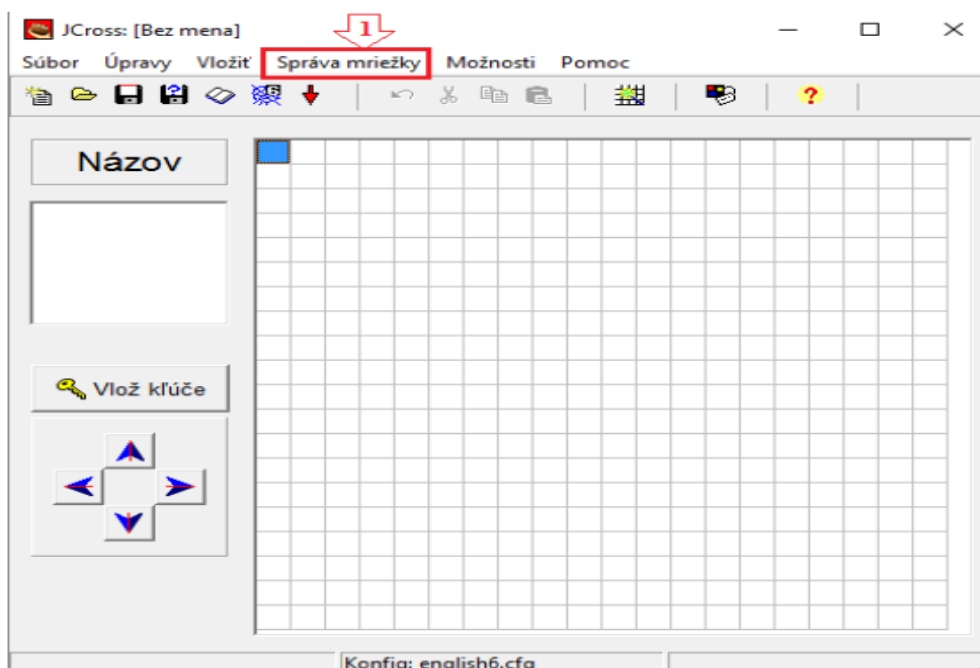 JCross: [Bez mena]
1
Súbor Úpravy Vložiť Správa mriežky Možnosti Pomoc
Názov
Vlož kľúče
Konfig: english6.cfg